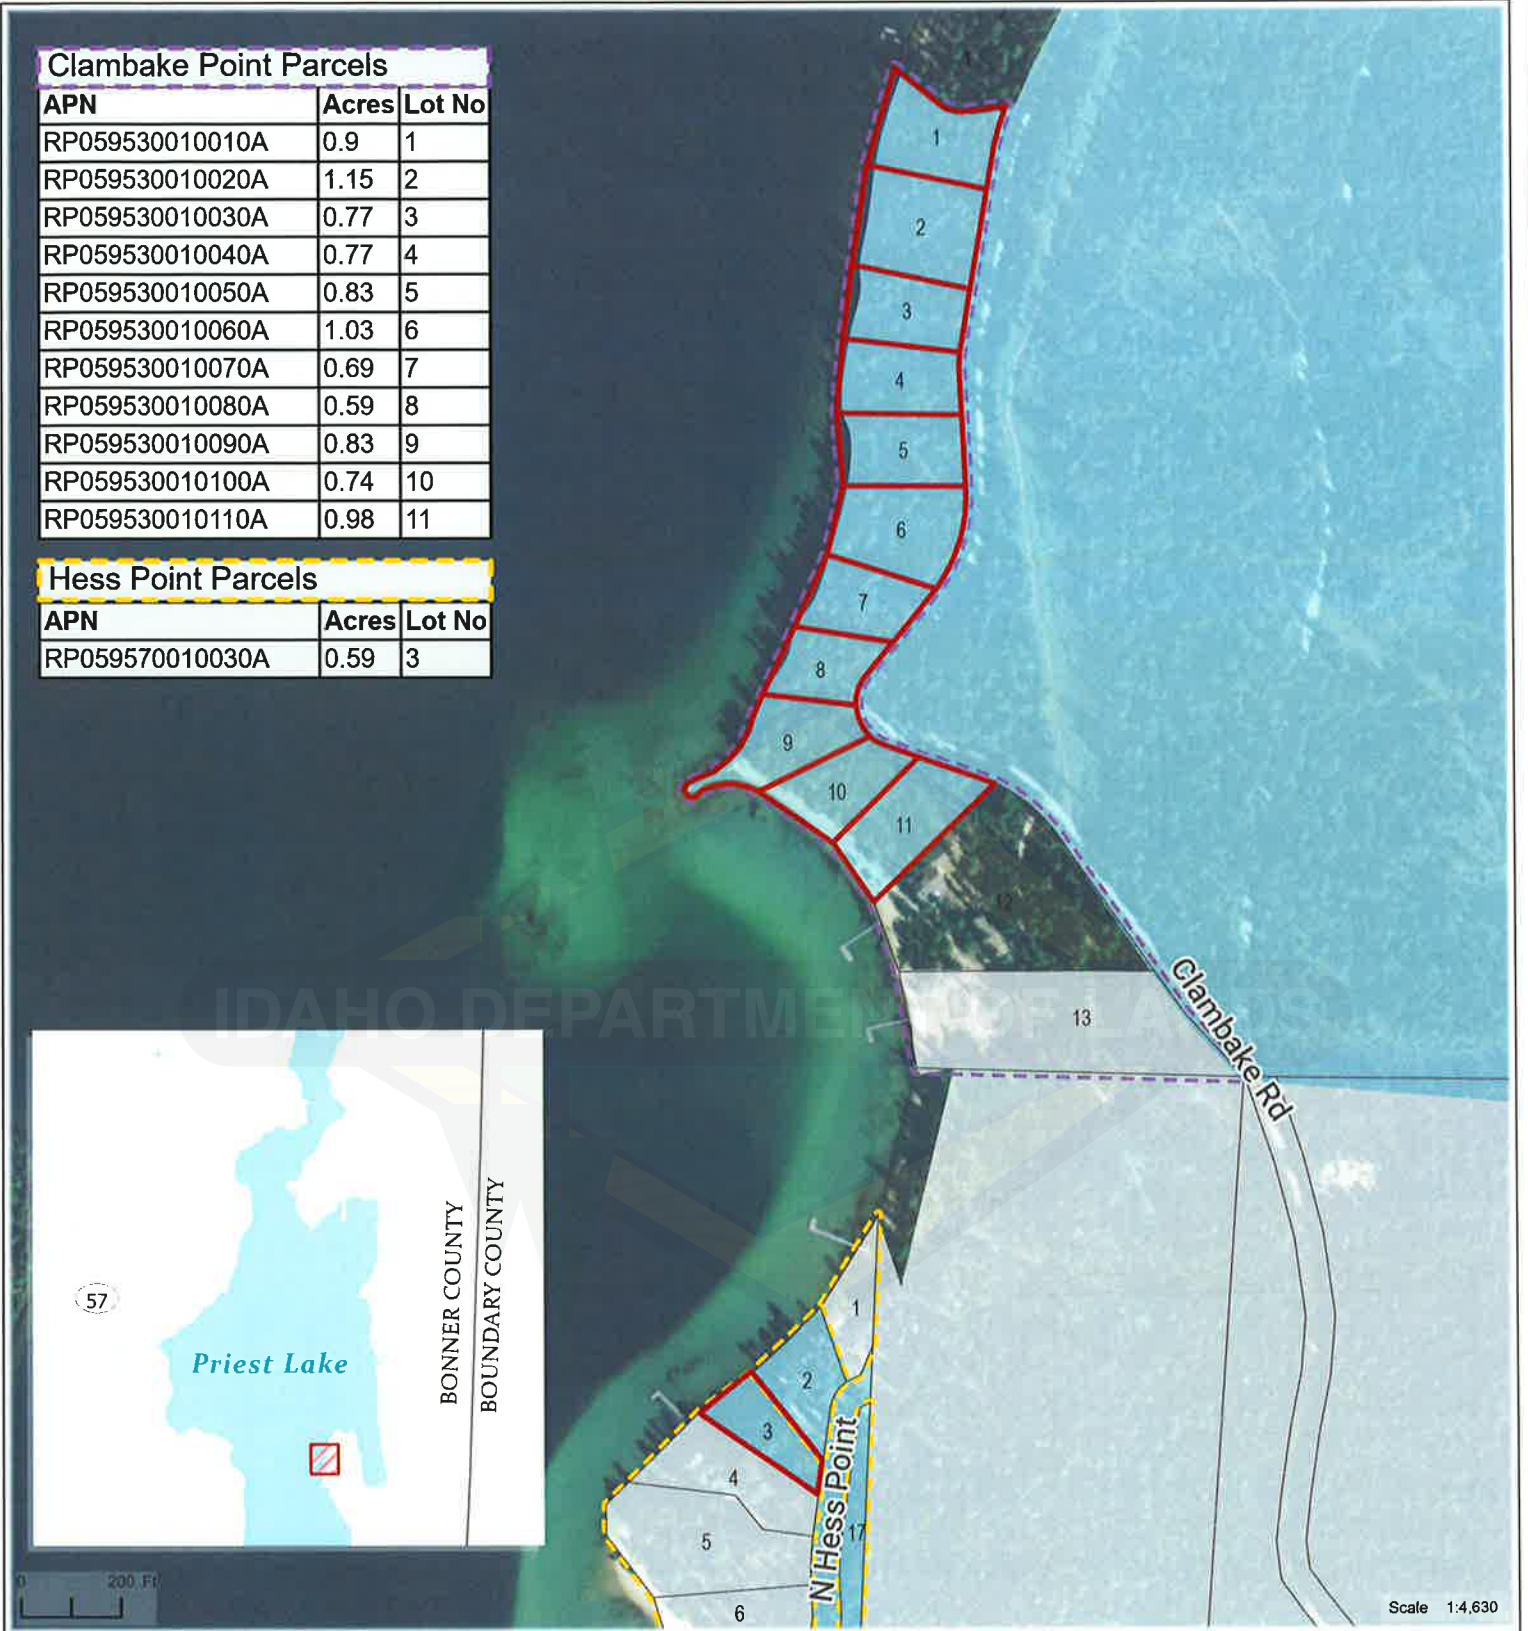 Clambake Point Parcels
APN Acres Lot No
RP059530010010A 0.9 1
RP059530010020A 1.15 2
RP059530010030A 0.77 3
RP059530010040A 0.77 4
RP059530010050A 0.83 5
RP059530010060A 1.03 6
RP059530010070A 0.69 7
RP059530010080A 0.59 8
RP059530010090A 0.83 9
RP059530010100A 0.74 10
RP059530010110A 0.98 11
Hess Point Parcels
APN Acres Lot No
RP059570010030A 0.59 3
1
2
3
4
5
6
7
8
9
10
11
12
13
Clambake Rd
IDAHO DEPARTMENT OF LANDS
1
2
3
4
5
6
17
N Hess Point
57
Priest Lake
BONNER COUNTY
BOUNDARY COUNTY
0 200 Ft
Scale 1:4,630